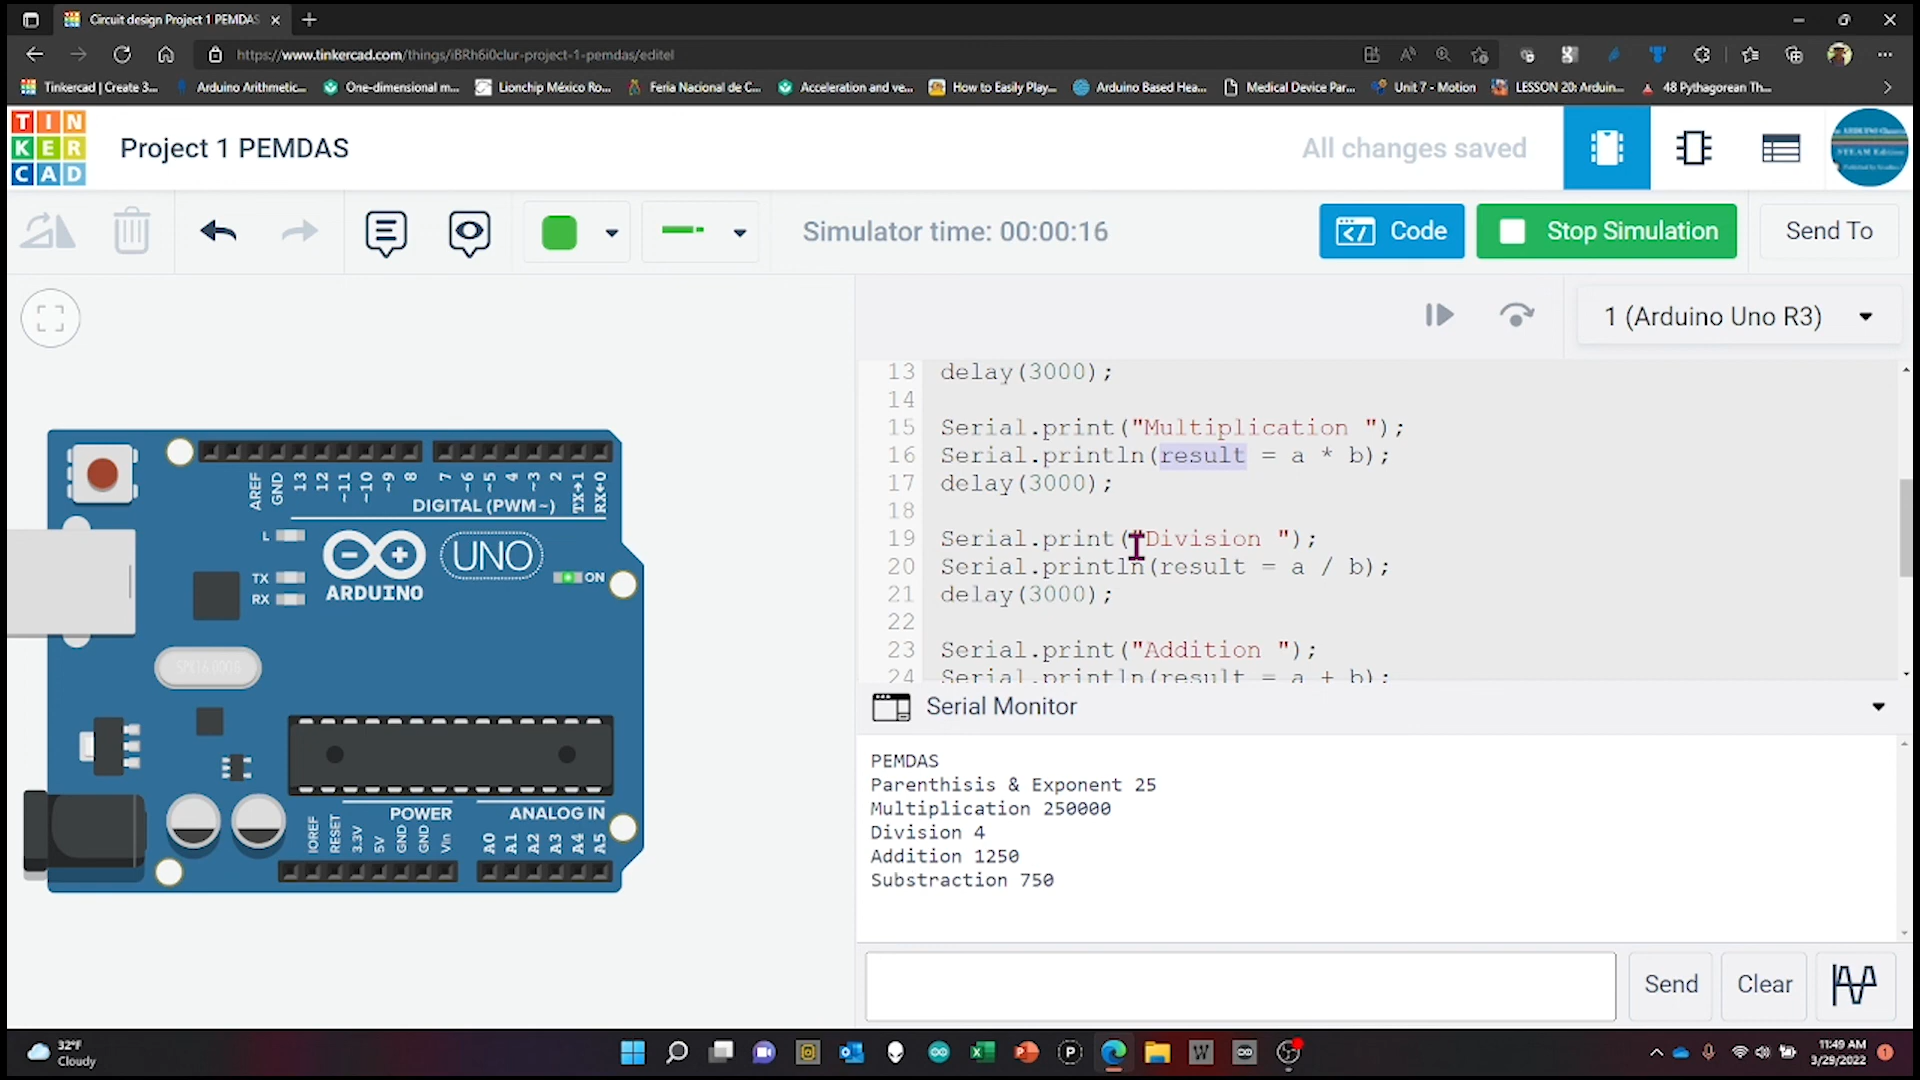 Circuit design Project 1 PEMDAS
https://www.tinkercad.com/things/iBRh6i0clur-project-1-pemdas/editel
Tinkercad | Create 3...
Arduino Arithmetic...
One-dimensional m...
Lionchip México Ro...
Feria Nacional de C...
Acceleration and ve...
How to Easily Play...
Arduino Based Hea...
Medical Device Par...
Unit 7 - Motion
LESSON 20: Arduin...
48 Pythagorean Th...
TIN
KER
CAD
Project 1 PEMDAS
All changes saved
Simulator time: 00:00:16
Code
Stop Simulation
Send To
1 (Arduino Uno R3)
13 delay(3000);
14
15 Serial.print("Multiplication ");
16 Serial.println(result = a * b);
17 delay(3000);
18
19 Serial.print("Division ");
20 Serial.println(result = a / b);
21 delay(3000);
22
23 Serial.print("Addition ");
24 Serial.println(result = a + b);
AREF
GND
13
12
~11
~10
~9
8
7
~6
~5
4
~3
2
TX→1
RX←0
DIGITAL (PWM~)
L
TX
RX
UNO
ARDUINO
ON
POWER
ANALOG IN
IOREF
RESET
3.3V
5V
GND
GND
Vin
A0
A1
A2
A3
A4
A5
Serial Monitor
PEMDAS
Parenthisis & Exponent 25
Multiplication 250000
Division 4
Addition 1250
Substraction 750
Send
Clear
32°F
Cloudy
11:49 AM
3/29/2022
1